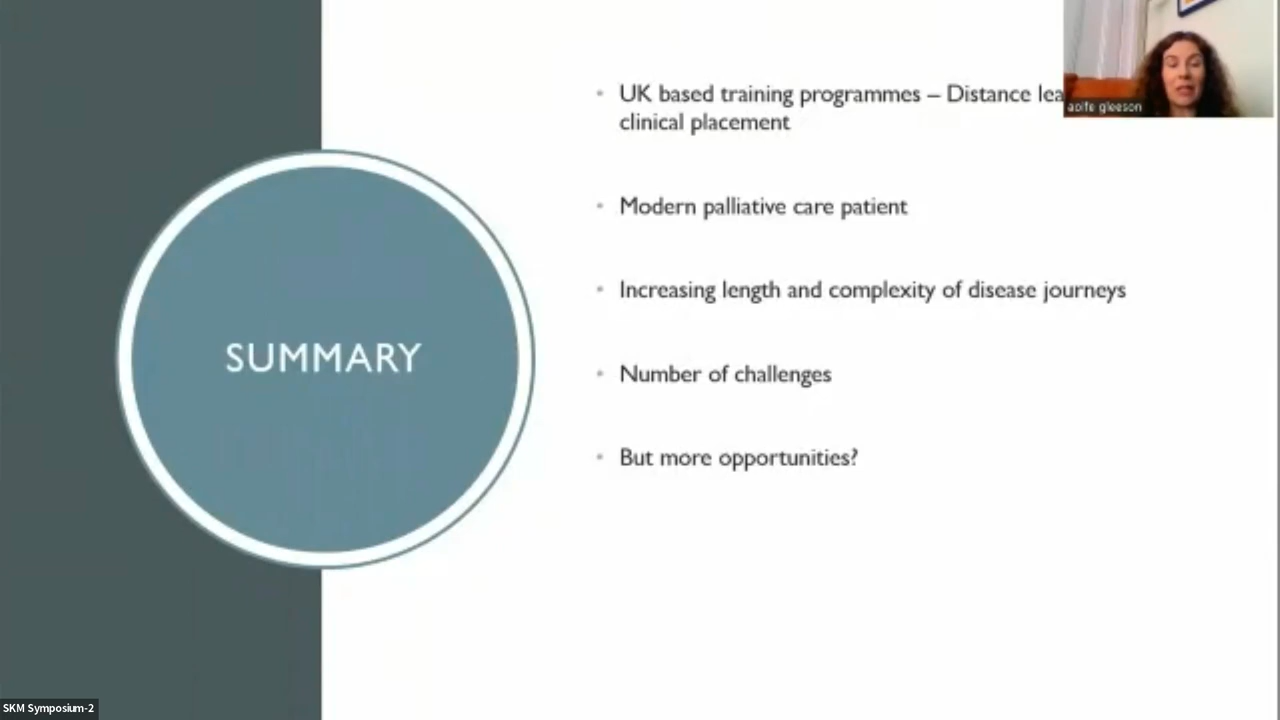 UK based training programmes – Distance
clinical placement
aoife gleeson
Modern palliative care patient
Increasing length and complexity of disease journeys
SUMMARY
Number of challenges
But more opportunities?
SKM Symposium-2